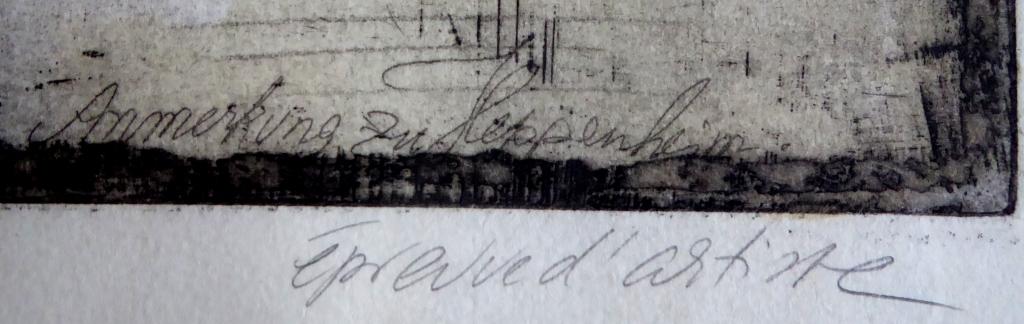 Anmerkung zu Heppenheim.
Épreuve d'artiste